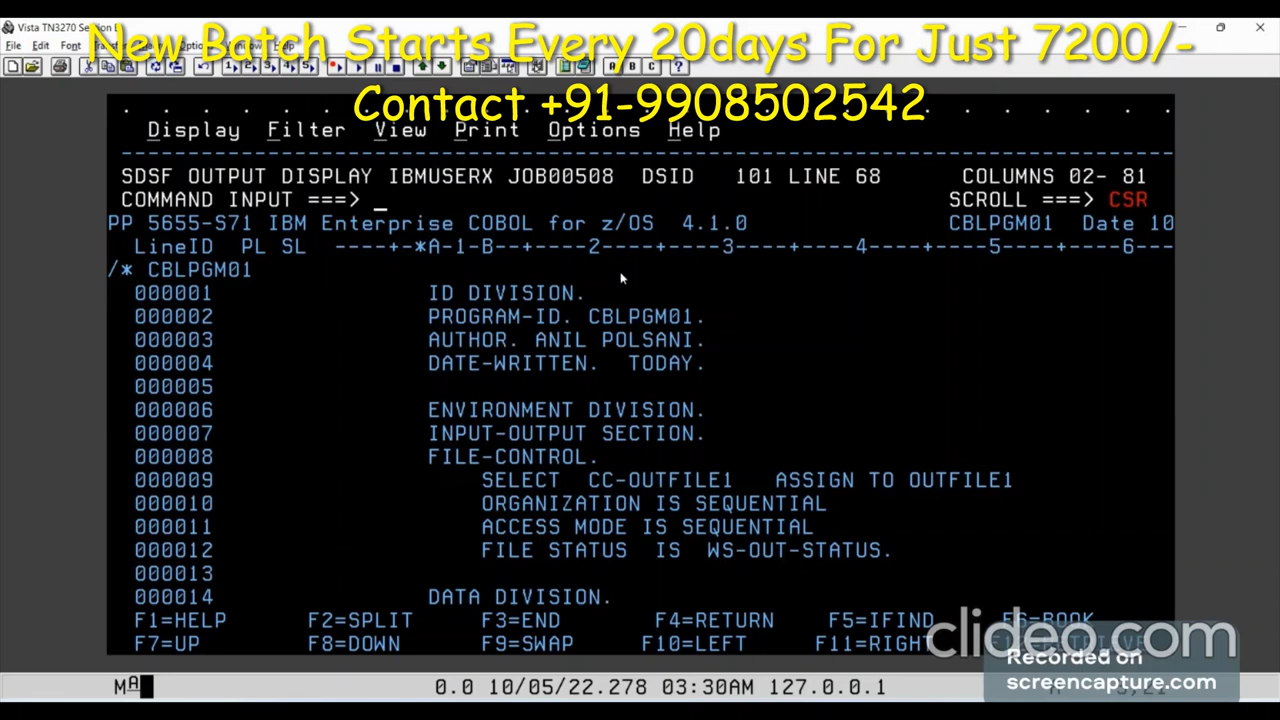 Vista TN3270 Session
New Batch Starts Every 20days For Just 7200/-
File Edit Font
Contact +91-9908502542
Display Filter View Print Options Help
SDSF OUTPUT DISPLAY IBMUSERX JOB00508 DSID 101 LINE 68 COLUMNS 02- 81
COMMAND INPUT ===> _ SCROLL ===> CSR
PP 5655-S71 IBM Enterprise COBOL for z/OS 4.1.0 CBLPGM01 Date 10
LineID PL SL ----+-*A-1-B--+----2----+----3----+----4----+----5----+----6----
/* CBLPGM01
000001 ID DIVISION.
000002 PROGRAM-ID. CBLPGM01.
000003 AUTHOR. ANIL POLSANI.
000004 DATE-WRITTEN. TODAY.
000005
000006 ENVIRONMENT DIVISION.
000007 INPUT-OUTPUT SECTION.
000008 FILE-CONTROL.
000009 SELECT CC-OUTFILE1 ASSIGN TO OUTFILE1
000010 ORGANIZATION IS SEQUENTIAL
000011 ACCESS MODE IS SEQUENTIAL
000012 FILE STATUS IS WS-OUT-STATUS.
000013
000014 DATA DIVISION.
F1=HELP F2=SPLIT F3=END F4=RETURN F5=IFIND F6=BOOK
F7=UP F8=DOWN F9=SWAP F10=LEFT F11=RIGHT
clideo.com
Recorded on
screencapture.com
MA 0.0 10/05/22.278 03:30AM 127.0.0.1